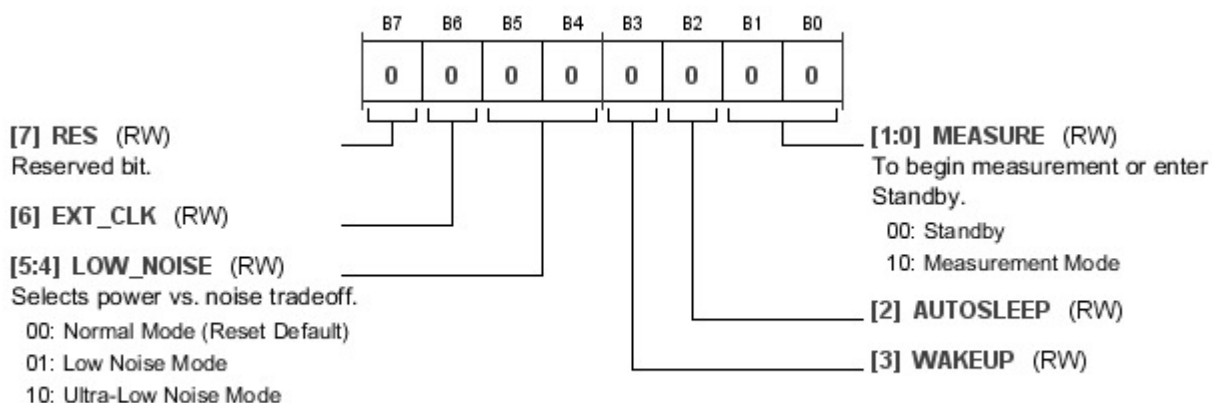 B7 B6 B5 B4 B3 B2 B1 B0
0 0 0 0 0 0 0 0
[7] RES (RW)
Reserved bit.
[6] EXT_CLK (RW)
[5:4] LOW_NOISE (RW)
Selects power vs. noise tradeoff.
00: Normal Mode (Reset Default)
01: Low Noise Mode
10: Ultra-Low Noise Mode
[1:0] MEASURE (RW)
To begin measurement or enter
Standby.
00: Standby
10: Measurement Mode
[2] AUTOSLEEP (RW)
[3] WAKEUP (RW)